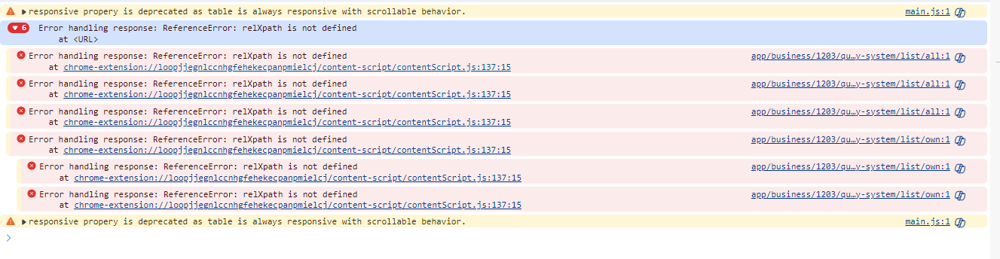 responsive propery is deprecated as table is always responsive with scrollable behavior. main.js:1
6 Error handling response: ReferenceError: relXpath is not defined
at <URL>
Error handling response: ReferenceError: relXpath is not defined app/business/1203/qu…y-system/list/all:1
at chrome-extension://loopjjegnlccnhgfehekecpanpmielcj/content-script/contentScript.js:137:15
Error handling response: ReferenceError: relXpath is not defined app/business/1203/qu…y-system/list/all:1
at chrome-extension://loopjjegnlccnhgfehekecpanpmielcj/content-script/contentScript.js:137:15
Error handling response: ReferenceError: relXpath is not defined app/business/1203/qu…y-system/list/all:1
at chrome-extension://loopjjegnlccnhgfehekecpanpmielcj/content-script/contentScript.js:137:15
Error handling response: ReferenceError: relXpath is not defined app/business/1203/qu…y-system/list/own:1
at chrome-extension://loopjjegnlccnhgfehekecpanpmielcj/content-script/contentScript.js:137:15
Error handling response: ReferenceError: relXpath is not defined app/business/1203/qu…y-system/list/own:1
at chrome-extension://loopjjegnlccnhgfehekecpanpmielcj/content-script/contentScript.js:137:15
Error handling response: ReferenceError: relXpath is not defined app/business/1203/qu…y-system/list/own:1
at chrome-extension://loopjjegnlccnhgfehekecpanpmielcj/content-script/contentScript.js:137:15
responsive propery is deprecated as table is always responsive with scrollable behavior. main.js:1